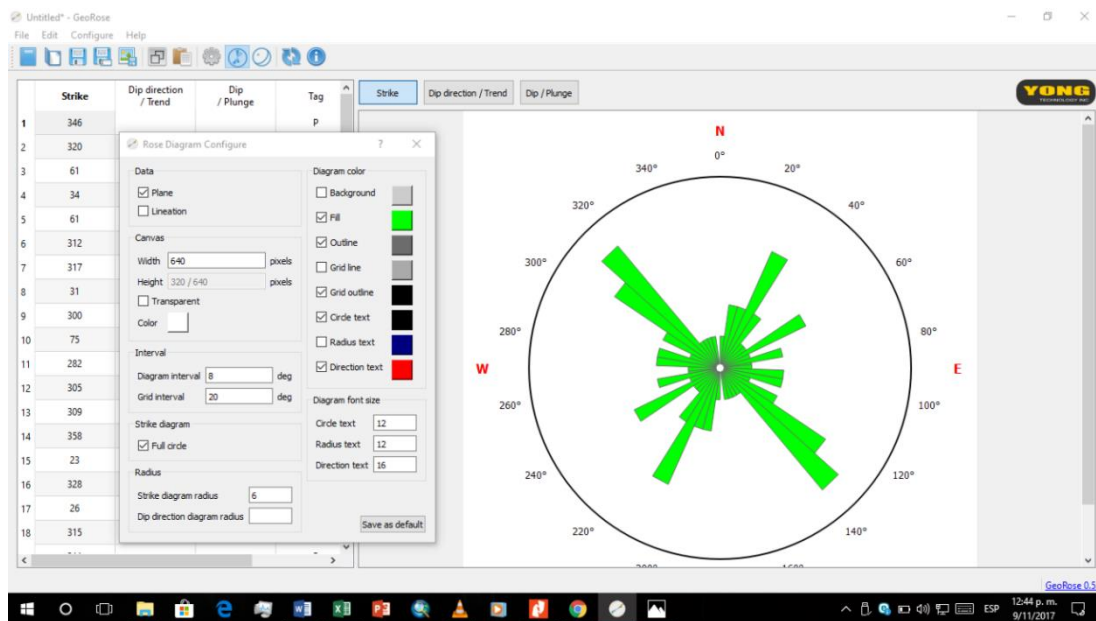 Untitled* - GeoRose
File Edit Configure Help
Strike
Dip direction / Trend
Dip / Plunge
Tag
Strike
Dip direction / Trend
Dip / Plunge
YONG
TECHNOLOGY INC
1 346 P
2 320
3 61
4 34
5 61
6 312
7 317
8 31
9 300
10 75
11 282
12 305
13 309
14 358
15 23
16 328
17 26
18 315
Rose Diagram Configure
Data
Plane
Lineation
Canvas
Width 640 pixels
Height 320 / 640 pixels
Transparent
Color
Interval
Diagram interval 8 deg
Grid interval 20 deg
Strike diagram
Full circle
Radius
Strike diagram radius 6
Dip direction diagram radius
Diagram color
Background
Fill
Outline
Grid line
Grid outline
Circle text
Radius text
Direction text
Diagram font size
Circle text 12
Radius text 12
Direction text 16
Save as default
N
0°
340° 20°
320° 40°
300° 60°
280° 80°
W E
260° 100°
240° 120°
220° 140°
GeoRose 0.5
ESP
12:44 p. m.
9/11/2017